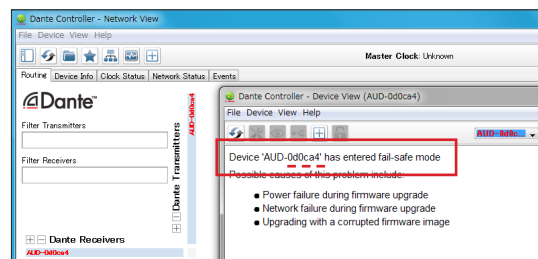 Dante Controller - Network View
File Device View Help
Master Clock: Unknown
Routing Device Info Clock Status Network Status Events
Dante™
Filter Transmitters
Filter Receivers
Dante Transmitters
AUD-0d0ca4
Dante Receivers
AUD-0d0ca4
Dante Controller - Device View (AUD-0d0ca4)
File Device View Help
AUD-0d0c...
Device 'AUD-0d0ca4' has entered fail-safe mode
Possible causes of this problem include:
Power failure during firmware upgrade
Network failure during firmware upgrade
Upgrading with a corrupted firmware image